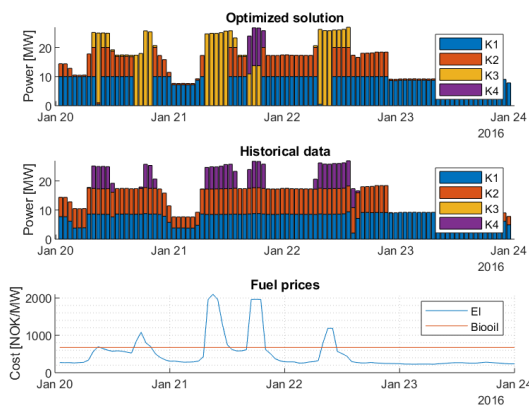 Optimized solution
Power [MW]
20
10
0
K1
K2
K3
K4
Jan 20
Jan 21
Jan 22
Jan 23
Jan 24
2016
Historical data
Power [MW]
20
10
0
K1
K2
K3
K4
Jan 20
Jan 21
Jan 22
Jan 23
Jan 24
2016
Fuel prices
Cost [NOK/MW]
2000
1000
0
El
Biooil
Jan 20
Jan 21
Jan 22
Jan 23
Jan 24
2016